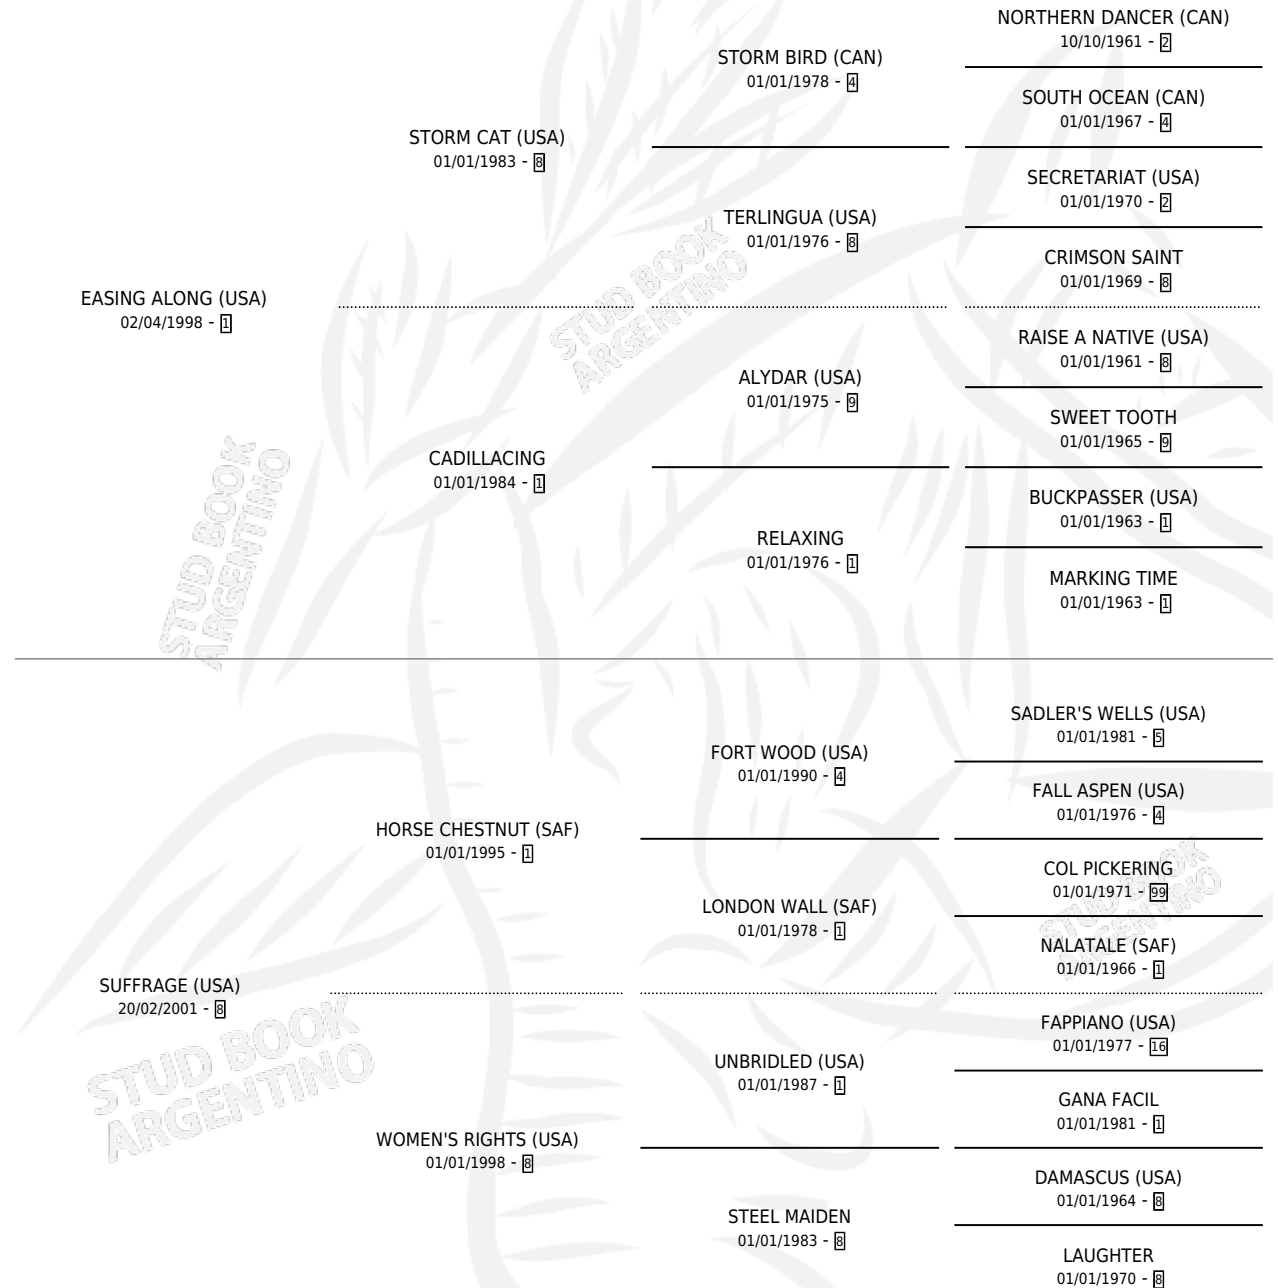 NORTHERN DANCER (CAN)
10/10/1961 - 2
STORM BIRD (CAN)
01/01/1978 - 4
SOUTH OCEAN (CAN)
01/01/1967 - 4
STORM CAT (USA)
01/01/1983 - 8
SECRETARIAT (USA)
01/01/1970 - 2
TERLINGUA (USA)
01/01/1976 - 8
CRIMSON SAINT
01/01/1969 - 8
EASING ALONG (USA)
02/04/1998 - 1
RAISE A NATIVE (USA)
01/01/1961 - 8
ALYDAR (USA)
01/01/1975 - 9
SWEET TOOTH
01/01/1965 - 9
CADILLACING
01/01/1984 - 1
BUCKPASSER (USA)
01/01/1963 - 1
RELAXING
01/01/1976 - 1
MARKING TIME
01/01/1963 - 1
STUD BOOK
ARGENTINO
STUD BOOK
ARGENTINO
SADLER'S WELLS (USA)
01/01/1981 - 5
FORT WOOD (USA)
01/01/1990 - 4
FALL ASPEN (USA)
01/01/1976 - 4
HORSE CHESTNUT (SAF)
01/01/1995 - 1
COL PICKERING
01/01/1971 - 99
LONDON WALL (SAF)
01/01/1978 - 1
NALATALE (SAF)
01/01/1966 - 1
SUFFRAGE (USA)
20/02/2001 - 8
FAPPIANO (USA)
01/01/1977 - 16
UNBRIDLED (USA)
01/01/1987 - 1
GANA FACIL
01/01/1981 - 1
WOMEN'S RIGHTS (USA)
01/01/1998 - 8
DAMASCUS (USA)
01/01/1964 - 8
STEEL MAIDEN
01/01/1983 - 8
LAUGHTER
01/01/1970 - 8
STUD BOOK
ARGENTINO
STUD BOOK
ARGENTINO